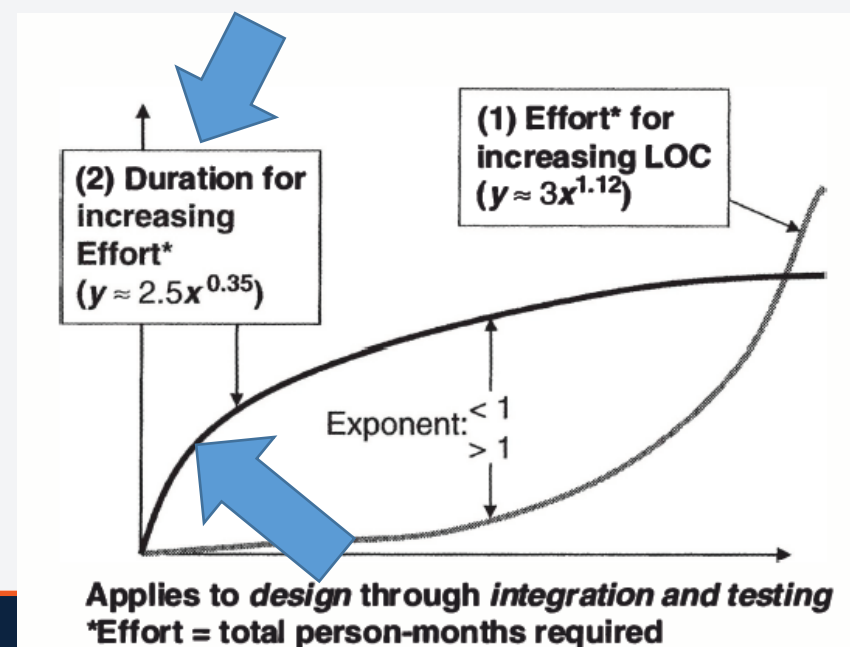 (1) Effort* for
increasing LOC
(y ≈ 3x^1.12)
(2) Duration for
increasing
Effort*
(y ≈ 2.5x^0.35)
Exponent: < 1
> 1
Applies to design through integration and testing
*Effort = total person-months required